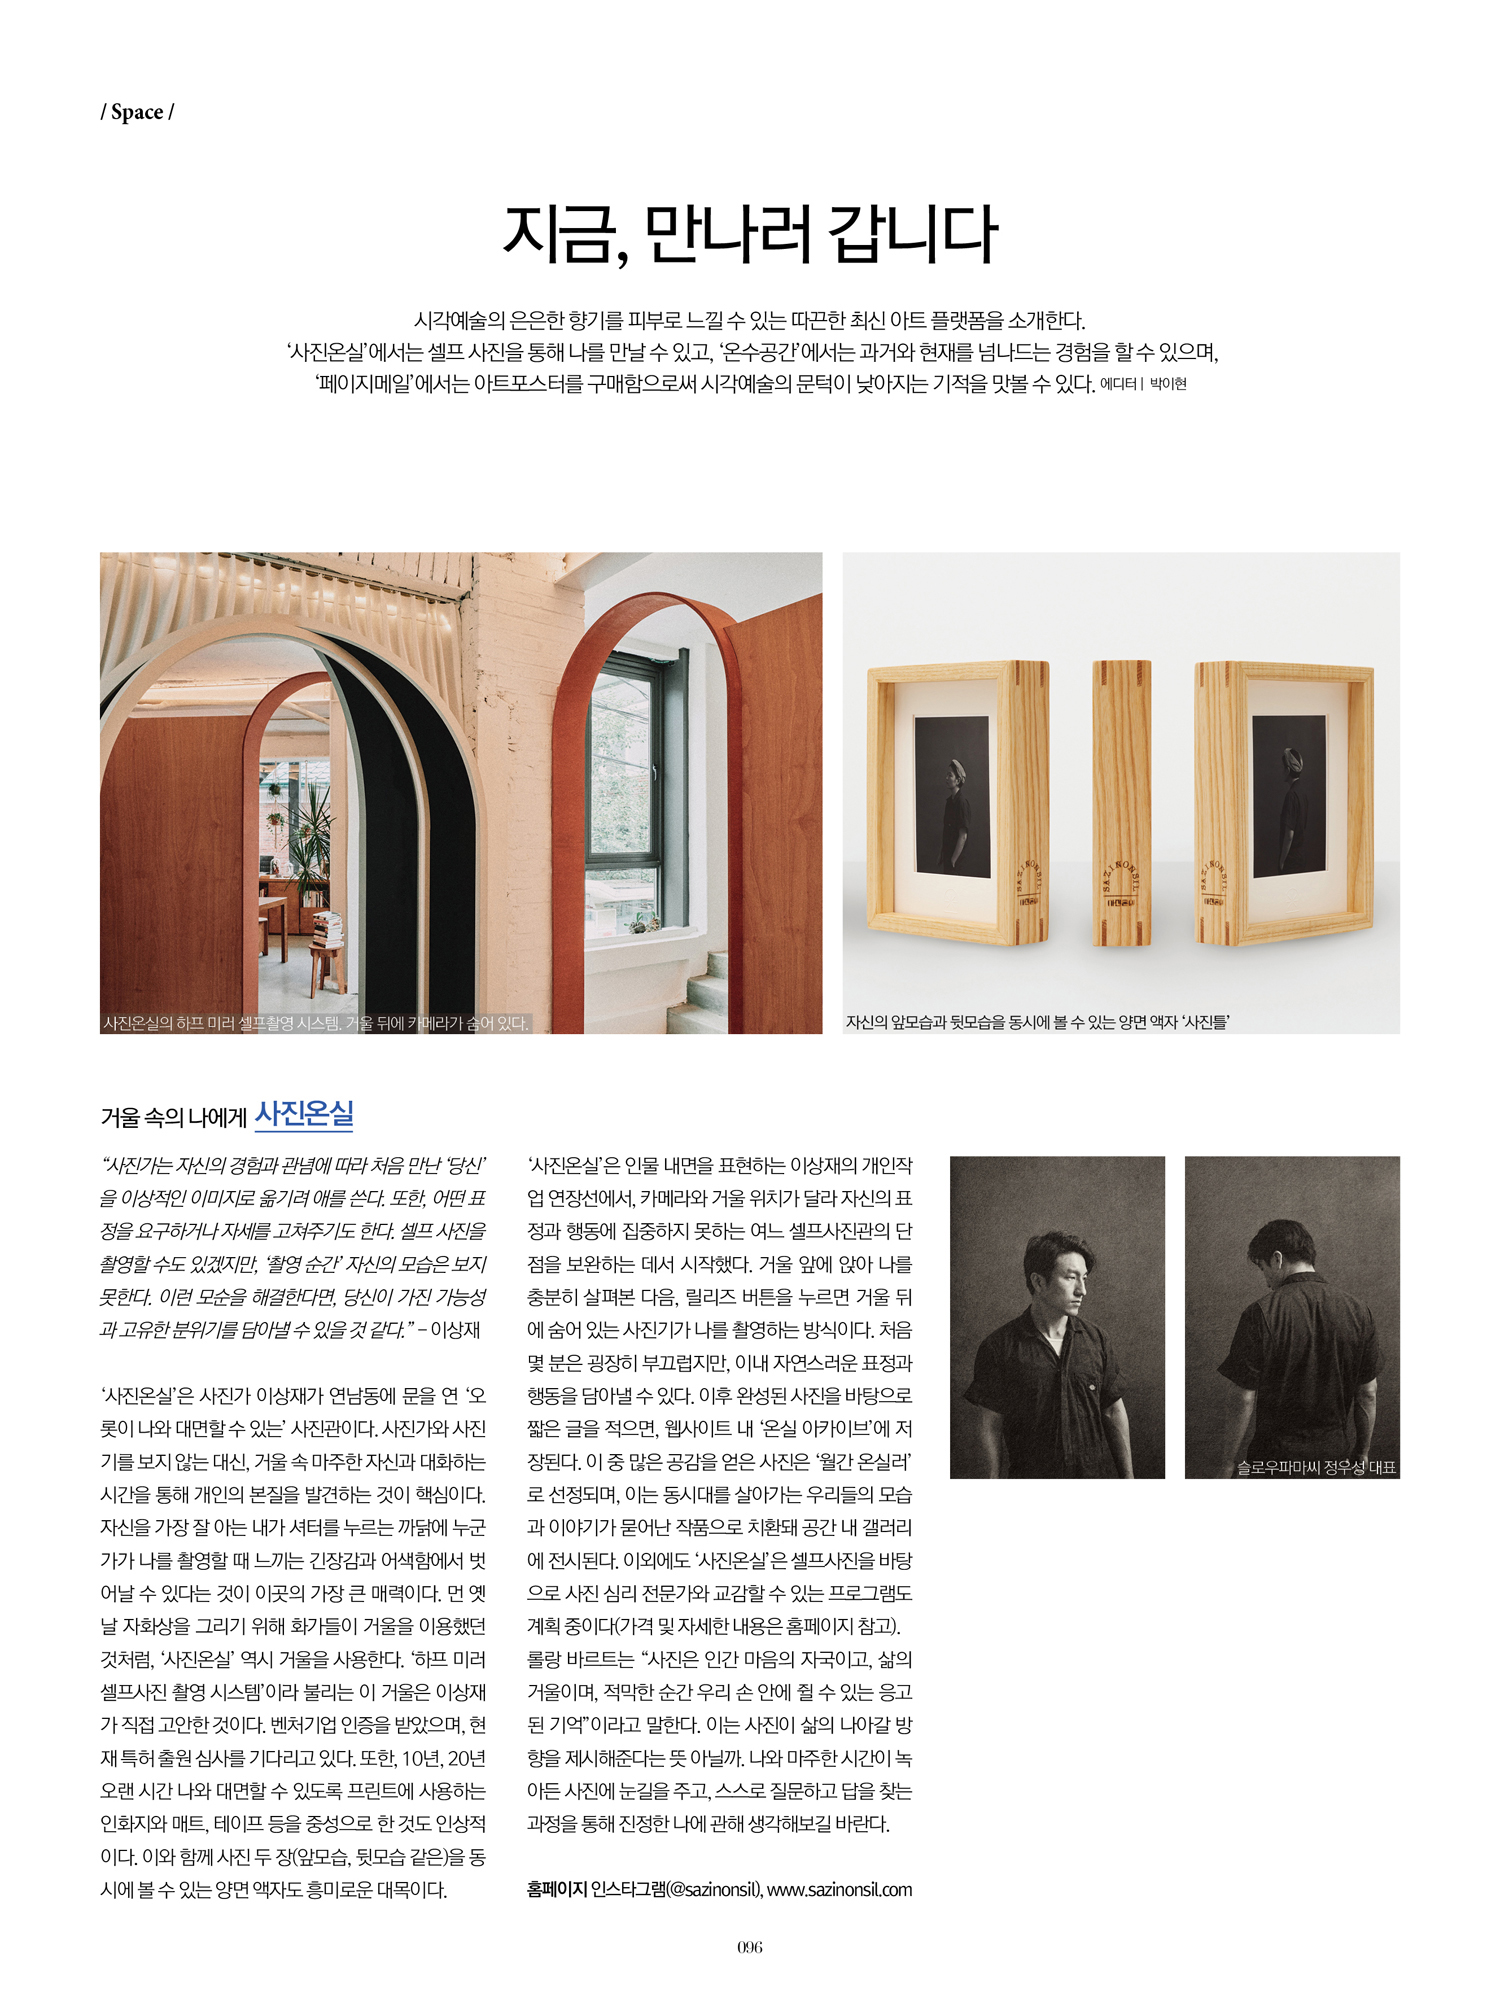 / Space /
지금, 만나러 갑니다
시각예술의 은은한 향기를 피부로 느낄 수 있는 따끈한 최신 아트 플랫폼을 소개한다.
‘사진온실’에서는 셀프 사진을 통해 나를 만날 수 있고, ‘온수공간’에서는 과거와 현재를 넘나드는 경험을 할 수 있으며,
‘페이지메일’에서는 아트포스터를 구매함으로써 시각예술의 문턱이 낮아지는 기적을 맛볼 수 있다. 에디터 | 박이현
SAZINONSIL
SAZINONSIL
SAZINONSIL
사진온실의 하프 미러 셀프촬영 시스템. 거울 뒤에 카메라가 숨어 있다.
자신의 앞모습과 뒷모습을 동시에 볼 수 있는 양면 액자 ‘사진틀’
거울 속의 나에게 사진온실
“사진가는 자신의 경험과 관념에 따라 처음 만난 ‘당신’
을 이상적인 이미지로 옮기려 애를 쓴다. 또한, 어떤 표
정을 요구하거나 자세를 고쳐주기도 한다. 셀프 사진을
촬영할 수도 있겠지만, ‘촬영 순간’ 자신의 모습은 보지
못한다. 이런 모순을 해결한다면, 당신이 가진 가능성
과 고유한 분위기를 담아낼 수 있을 것 같다.” – 이상재
‘사진온실’은 사진가 이상재가 연남동에 문을 연 ‘오
롯이 나와 대면할 수 있는’ 사진관이다. 사진가와 사진
기를 보지 않는 대신, 거울 속 마주한 자신과 대화하는
시간을 통해 개인의 본질을 발견하는 것이 핵심이다.
자신을 가장 잘 아는 내가 셔터를 누르는 까닭에 누군
가가 나를 촬영할 때 느끼는 긴장감과 어색함에서 벗
어날 수 있다는 것이 이곳의 가장 큰 매력이다. 먼 옛
날 자화상을 그리기 위해 화가들이 거울을 이용했던
것처럼, ‘사진온실’ 역시 거울을 사용한다. ‘하프 미러
셀프사진 촬영 시스템’이라 불리는 이 거울은 이상재
가 직접 고안한 것이다. 벤처기업 인증을 받았으며, 현
재 특허 출원 심사를 기다리고 있다. 또한, 10년, 20년
오랜 시간 나와 대면할 수 있도록 프린트에 사용하는
인화지와 매트, 테이프 등을 중성으로 한 것도 인상적
이다. 이와 함께 사진 두 장(앞모습, 뒷모습 같은)을 동
시에 볼 수 있는 양면 액자도 흥미로운 대목이다.
‘사진온실’은 인물 내면을 표현하는 이상재의 개인작
업 연장선에서, 카메라와 거울 위치가 달라 자신의 표
정과 행동에 집중하지 못하는 여느 셀프사진관의 단
점을 보완하는 데서 시작했다. 거울 앞에 앉아 나를
충분히 살펴본 다음, 릴리즈 버튼을 누르면 거울 뒤
에 숨어 있는 사진기가 나를 촬영하는 방식이다. 처음
몇 분은 굉장히 부끄럽지만, 이내 자연스러운 표정과
행동을 담아낼 수 있다. 이후 완성된 사진을 바탕으로
짧은 글을 적으면, 웹사이트 내 ‘온실 아카이브’에 저
장된다. 이 중 많은 공감을 얻은 사진은 ‘월간 온실러’
로 선정되며, 이는 동시대를 살아가는 우리들의 모습
과 이야기가 묻어난 작품으로 치환돼 공간 내 갤러리
에 전시된다. 이외에도 ‘사진온실’은 셀프사진을 바탕
으로 사진 심리 전문가와 교감할 수 있는 프로그램도
계획 중이다(가격 및 자세한 내용은 홈페이지 참고).
롤랑 바르트는 “사진은 인간 마음의 자국이고, 삶의
거울이며, 적막한 순간 우리 손 안에 쥘 수 있는 응고
된 기억”이라고 말한다. 이는 사진이 삶의 나아갈 방
향을 제시해준다는 뜻 아닐까. 나와 마주한 시간이 녹
아든 사진에 눈길을 주고, 스스로 질문하고 답을 찾는
과정을 통해 진정한 나에 관해 생각해보길 바란다.
홈페이지 인스타그램(@sazinonsil), www.sazinonsil.com
슬로우파마씨 정우성 대표
096